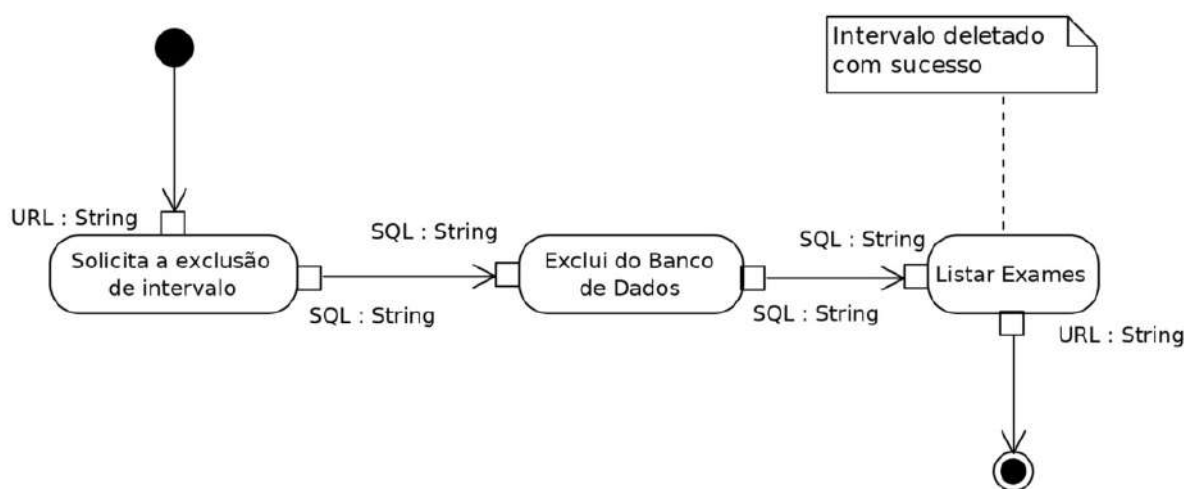 Intervalo deletado
com sucesso
URL : String
Solicita a exclusão
de intervalo
SQL : String
SQL : String
Exclui do Banco
de Dados
SQL : String
SQL : String
Listar Exames
URL : String